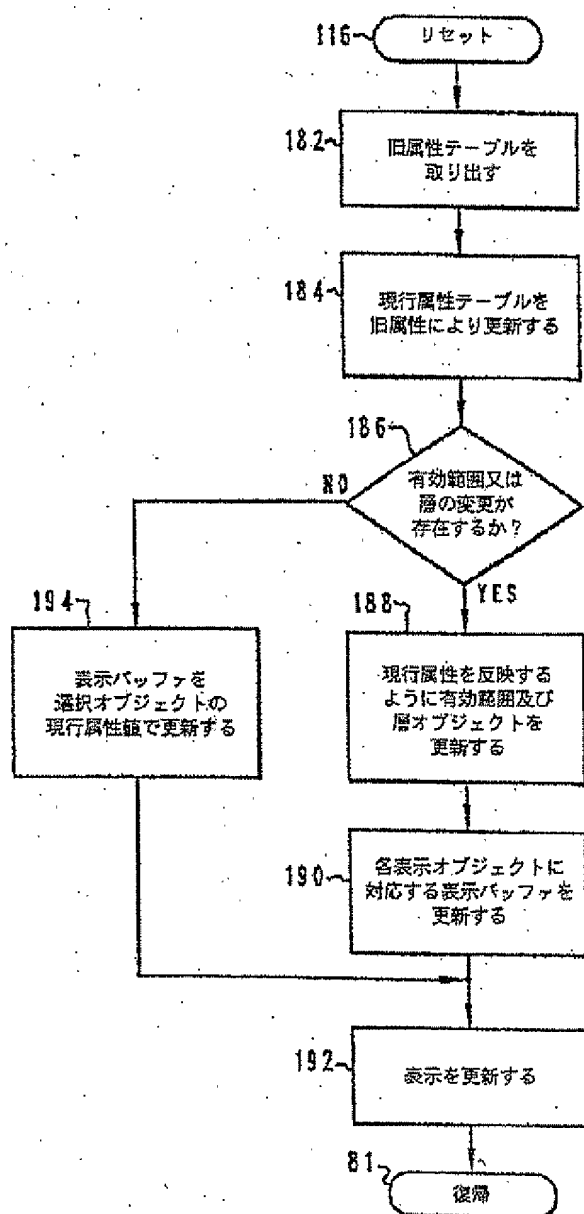 116
リセット
182
旧属性テーブルを
取り出す
184
現行属性テーブルを
旧属性により更新する
186
有効範囲又は
層の変更が
存在するか？
NO
YES
194
表示バッファを
選択オブジェクトの
現行属性値で更新する
188
現行属性を反映する
ように有効範囲及び
層オブジェクトを
更新する
190
各表示オブジェクトに
対応する表示バッファを
更新する
192
表示を更新する
81
復帰